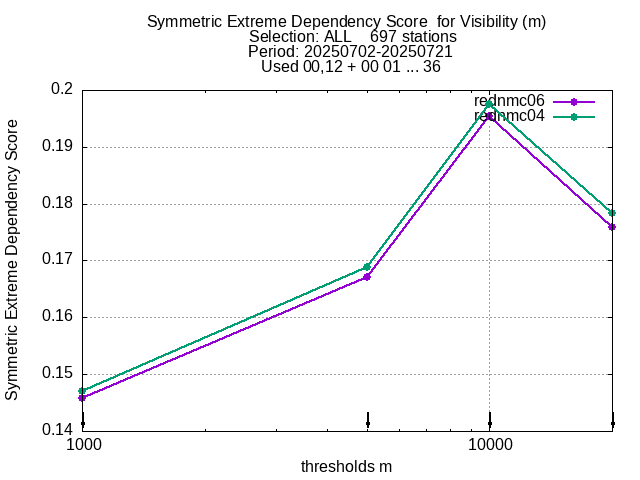 Symmetric Extreme Dependency Score  for Visibility (m)
Selection: ALL    697 stations
Period: 20250702-20250721
Used 00,12 + 00 01 ... 36
rednmc06
rednmc04
Symmetric Extreme Dependency Score
0.2
0.19
0.18
0.17
0.16
0.15
0.14
1000 10000
thresholds m